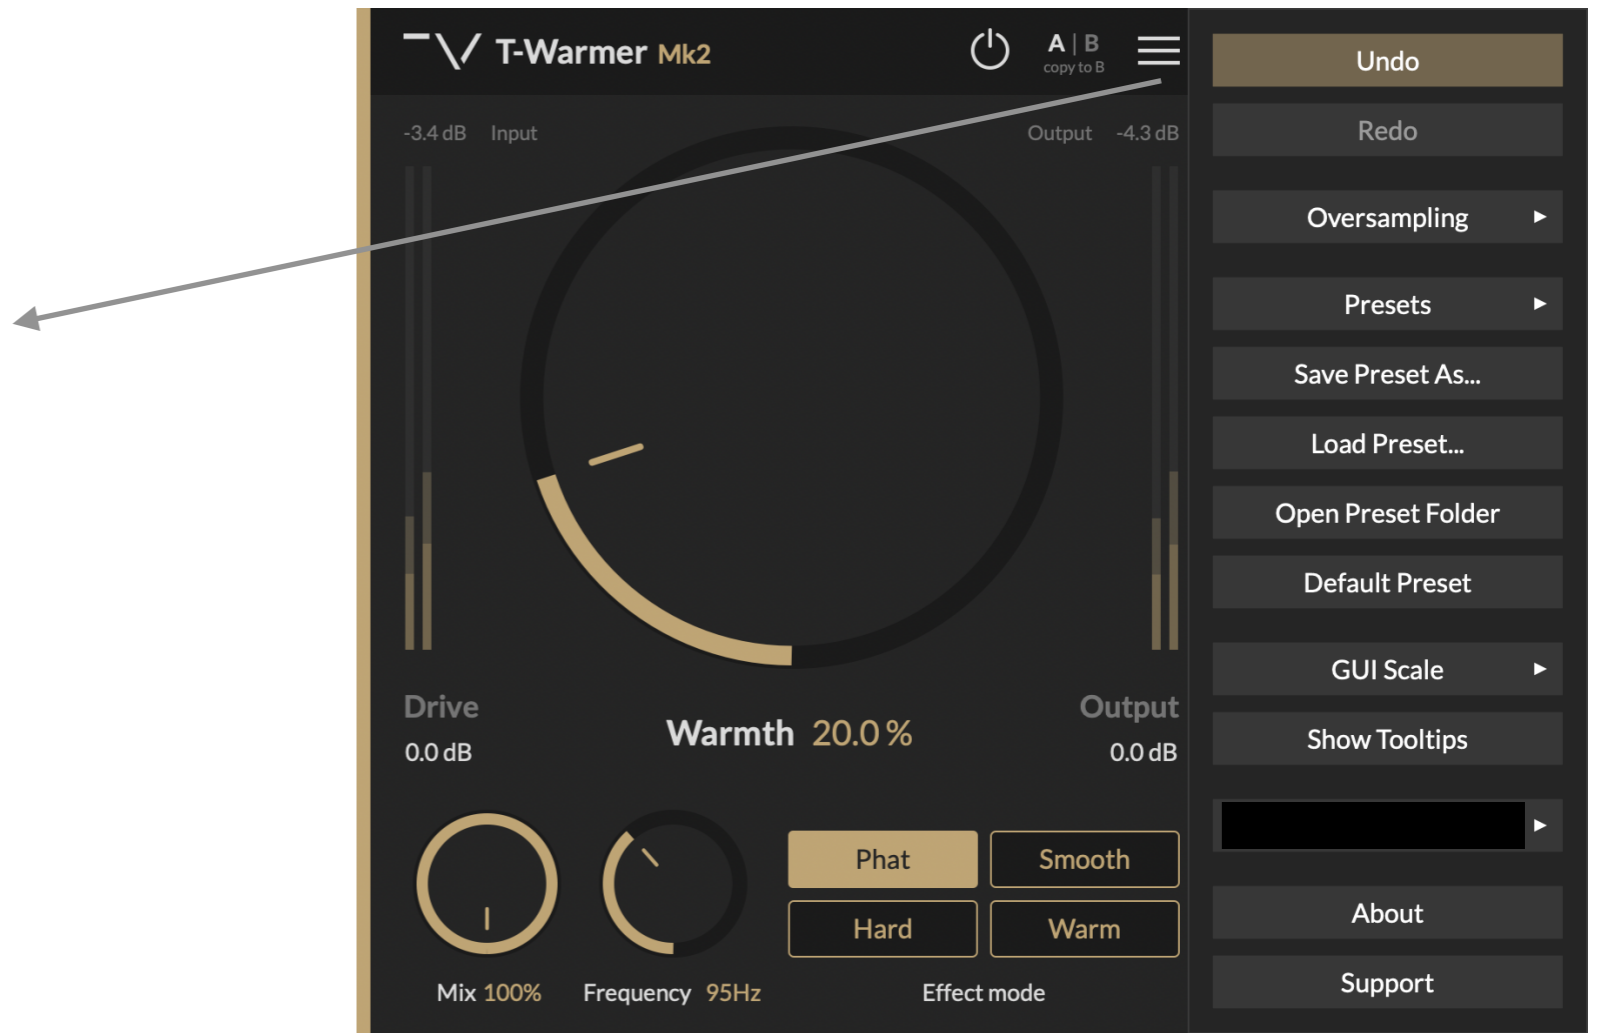 T-Warmer Mk2
A | B
copy to B
-3.4 dB Input
Output -4.3 dB
Drive
0.0 dB
Warmth 20.0 %
Output
0.0 dB
Mix 100%
Frequency 95Hz
Phat
Smooth
Hard
Warm
Effect mode
Undo
Redo
Oversampling
Presets
Save Preset As...
Load Preset...
Open Preset Folder
Default Preset
GUI Scale
Show Tooltips
About
Support